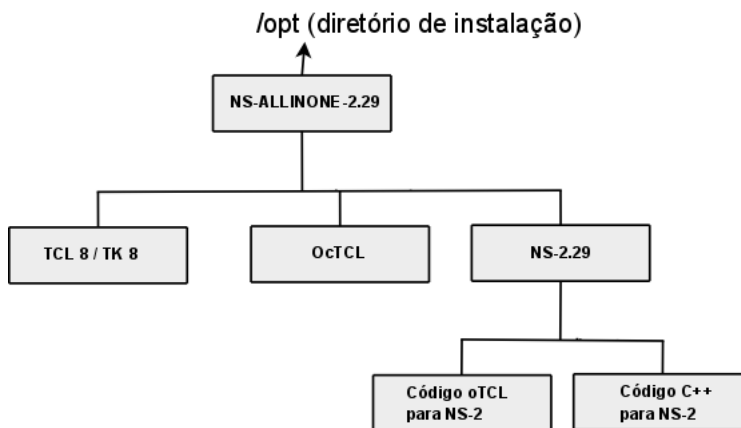 /opt (diretório de instalação)
NS-ALLINONE-2.29
TCL 8 / TK 8
OcTCL
NS-2.29
Código oTCL
para NS-2
Código C++
para NS-2